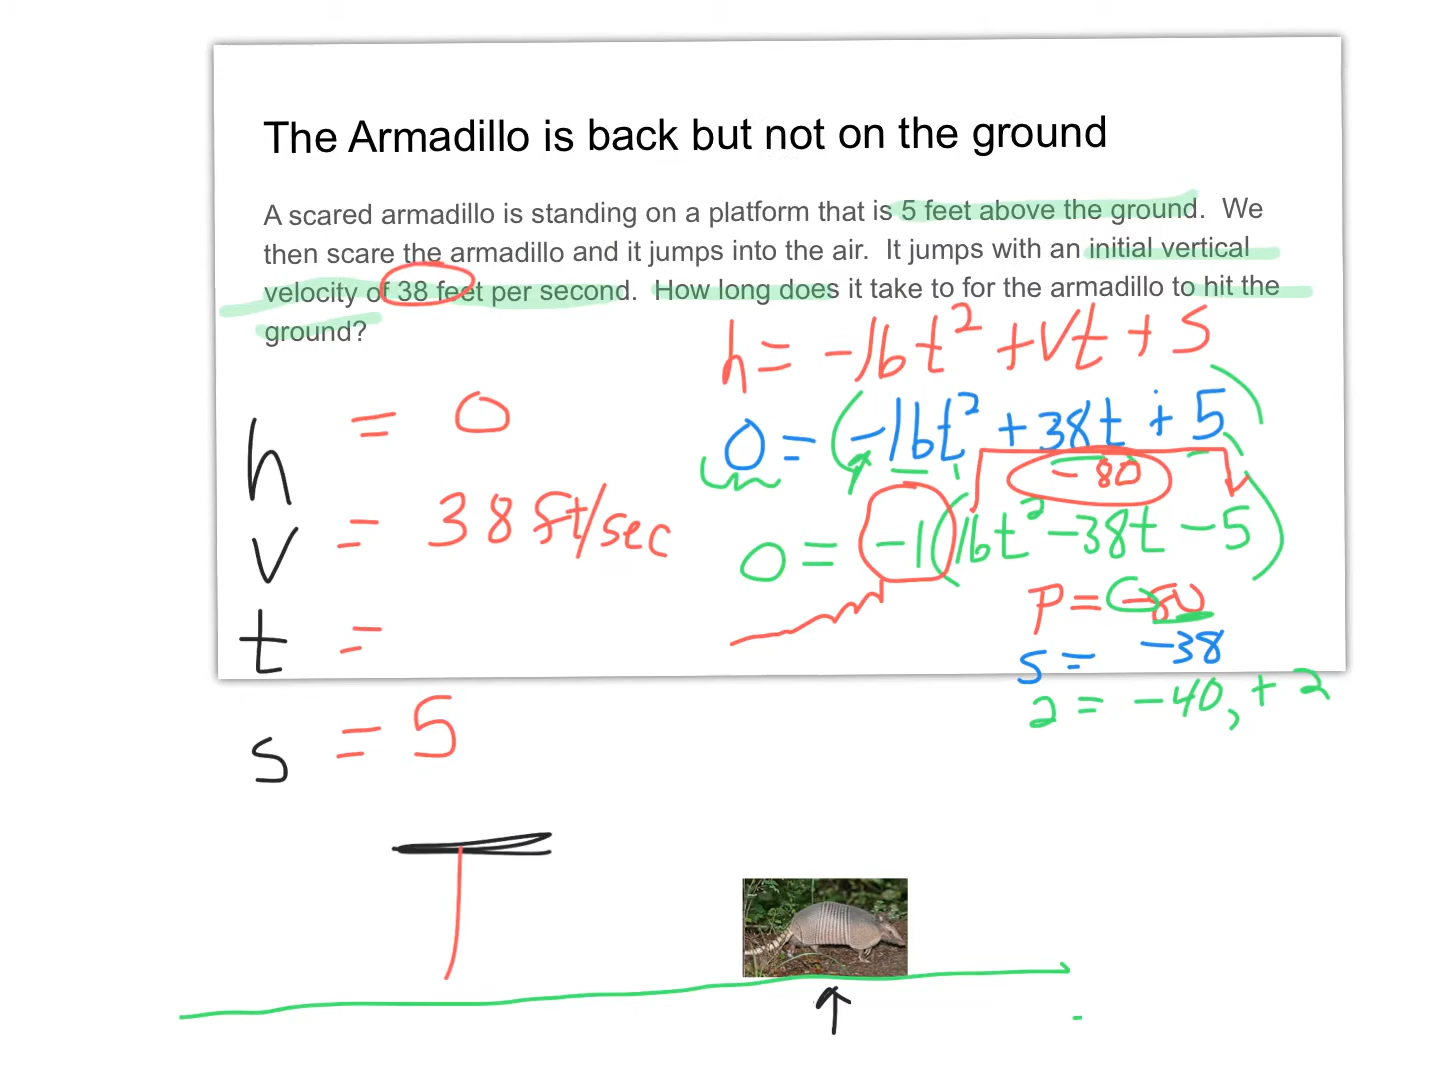 The Armadillo is back but not on the ground
A scared armadillo is standing on a platform that is 5 feet above the ground. We
then scare the armadillo and it jumps into the air. It jumps with an initial vertical
velocity of 38 feet per second. How long does it take to for the armadillo to hit the
ground?
h = -16t² + vt + s
h = 0
0 = (-16t² + 38t + 5)
-80
v = 38 ft/sec
0 = -1(16t² - 38t - 5)
P = -80
t =
s = -38
2 = -40, + 2
s = 5